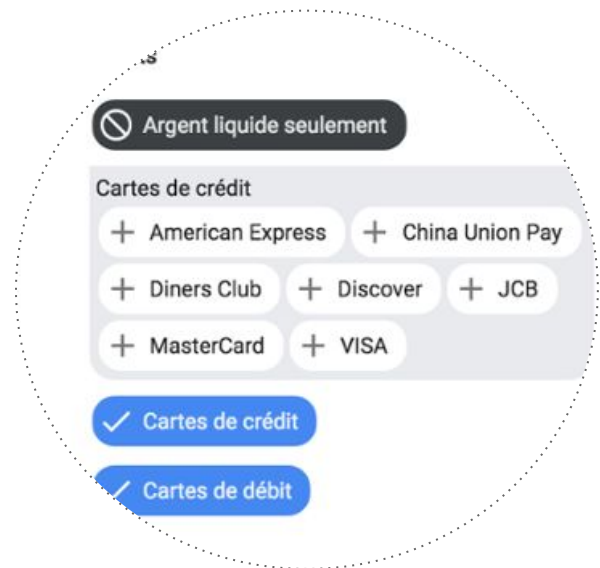 Argent liquide seulement
Cartes de crédit
American Express China Union Pay
Diners Club Discover JCB
MasterCard VISA
Cartes de crédit
Cartes de débit